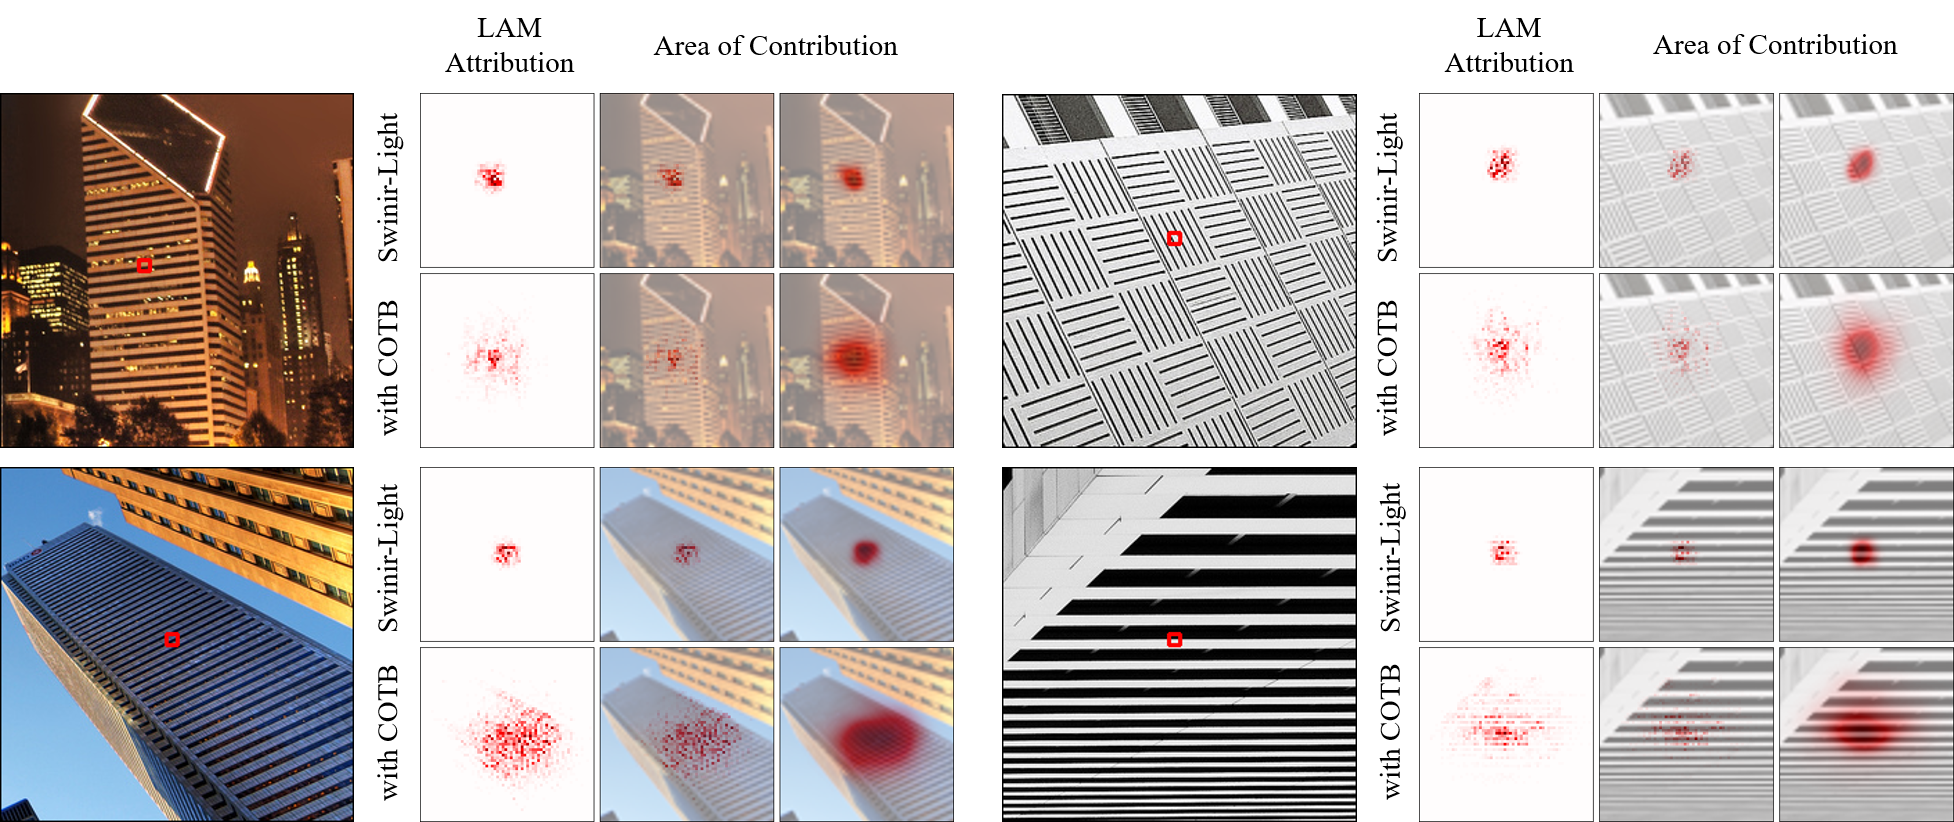 LAM
Attribution
Area of Contribution
LAM
Attribution
Area of Contribution
Swinir-Light
with COTB
Swinir-Light
with COTB
Swinir-Light
with COTB
Swinir-Light
with COTB